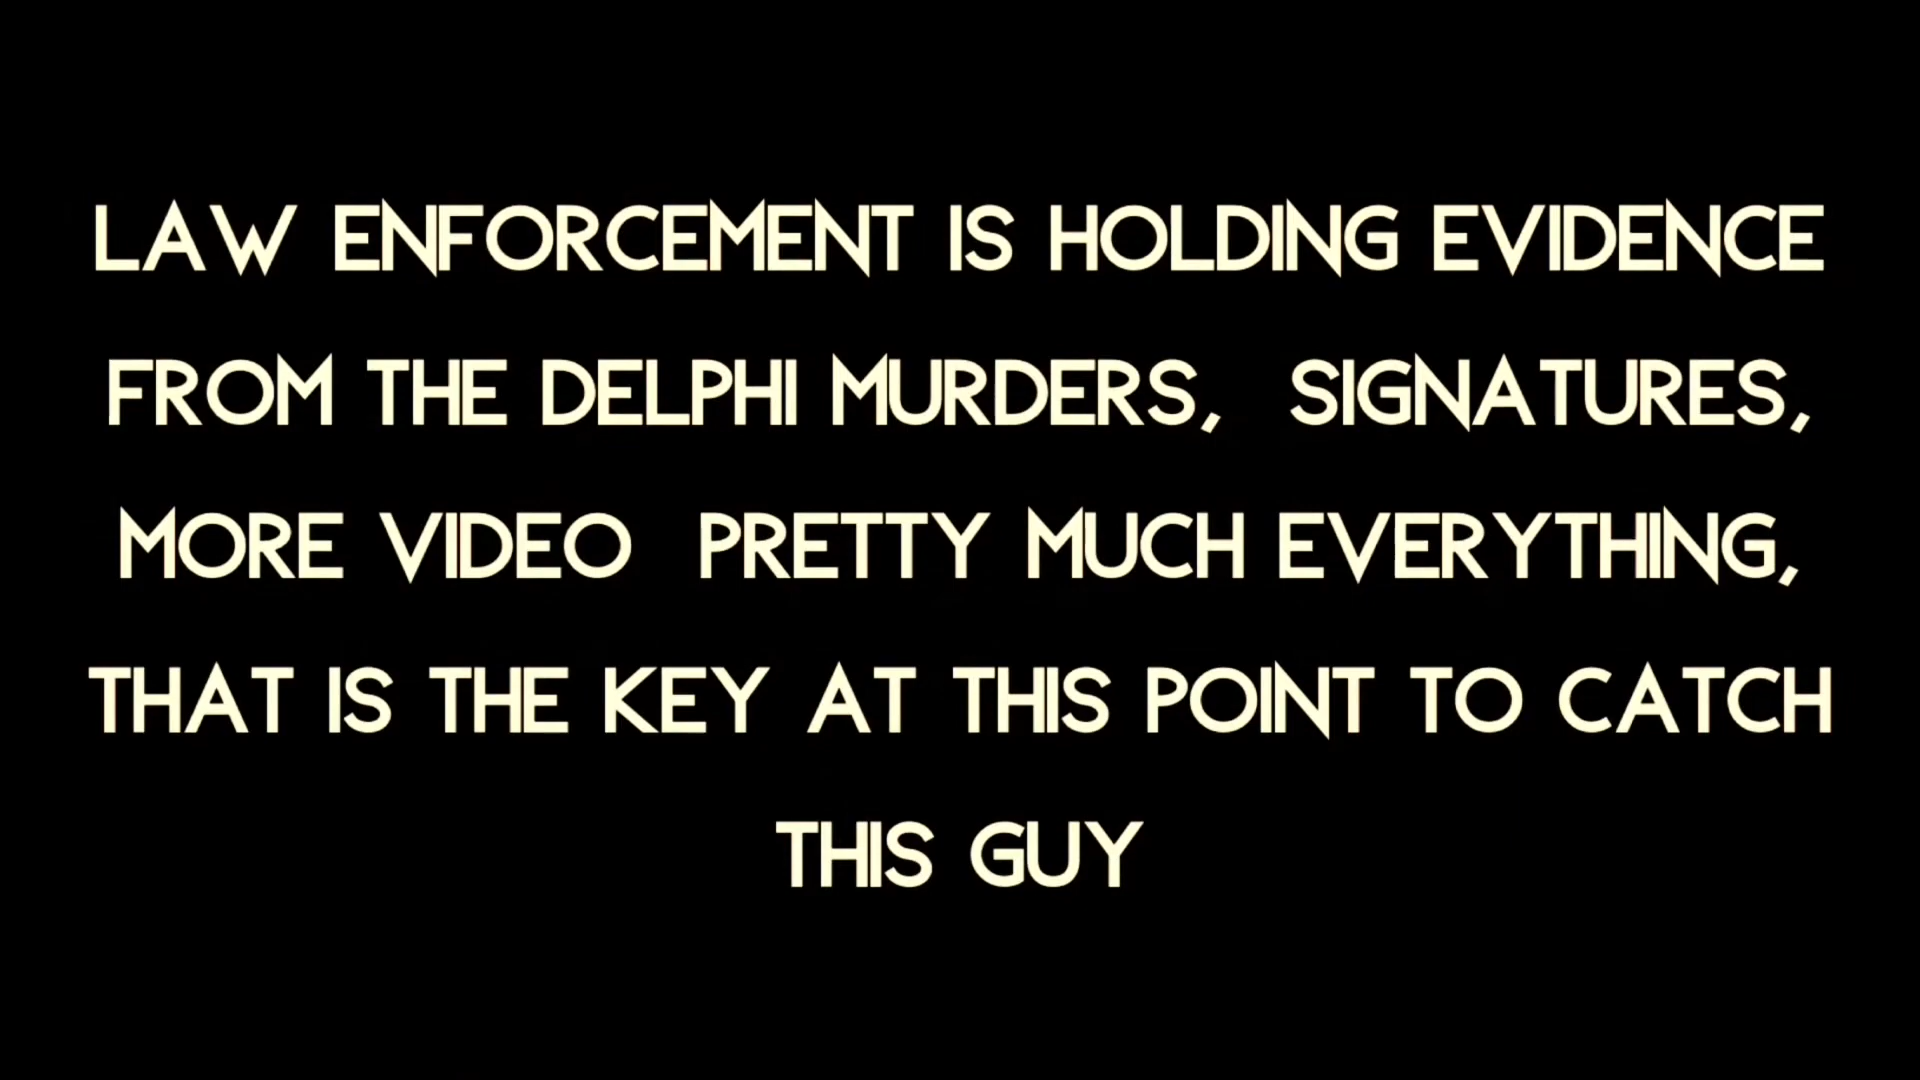 LAW ENFORCEMENT IS HOLDING EVIDENCE
FROM THE DELPHI MURDERS, SIGNATURES,
MORE VIDEO PRETTY MUCH EVERYTHING,
THAT IS THE KEY AT THIS POINT TO CATCH
THIS GUY